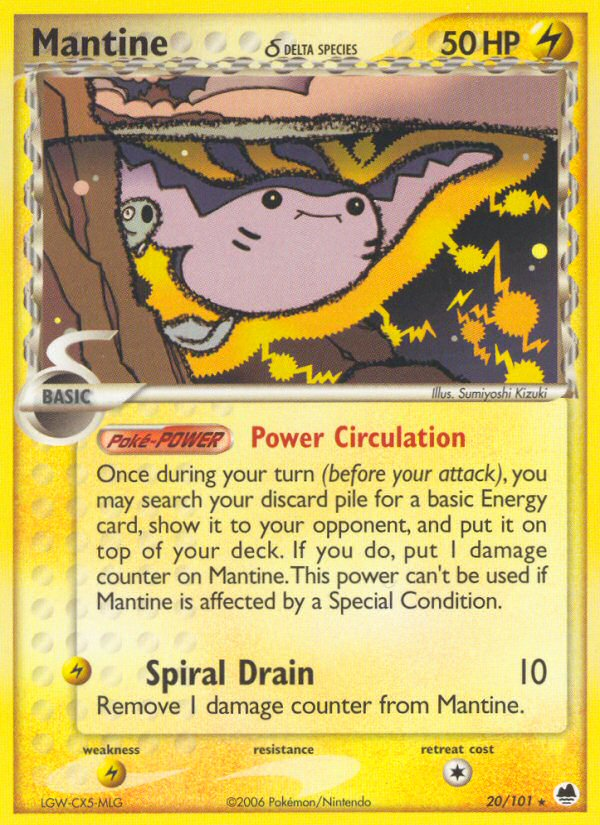 Mantine δ DELTA SPECIES 50 HP
BASIC
Illus. Sumiyoshi Kizuki
Poké-POWER Power Circulation
Once during your turn (before your attack), you
may search your discard pile for a basic Energy
card, show it to your opponent, and put it on
top of your deck. If you do, put 1 damage
counter on Mantine. This power can't be used if
Mantine is affected by a Special Condition.
Spiral Drain 10
Remove 1 damage counter from Mantine.
weakness resistance retreat cost
LGW-CX5-MLG ©2006 Pokémon/Nintendo 20/101 ★